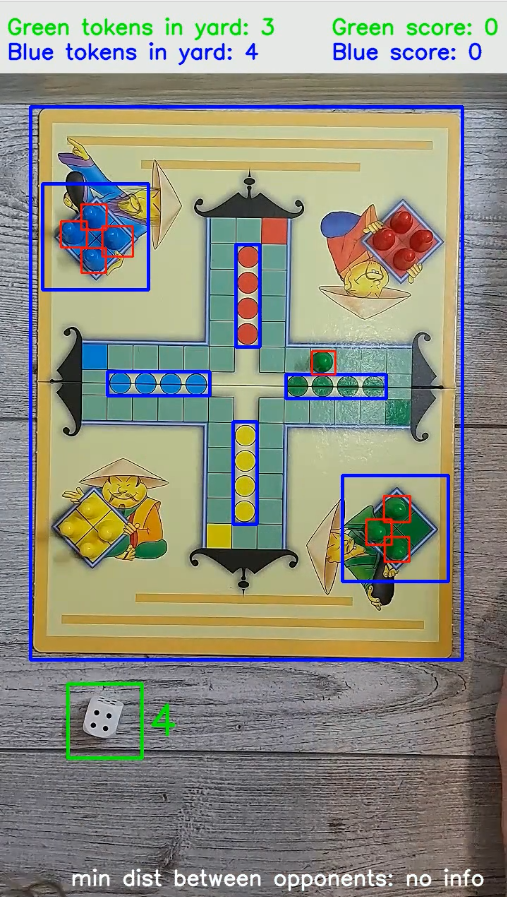 Green tokens in yard: 3
Green score: 0
Blue tokens in yard: 4
Blue score: 0
4
min dist between opponents: no info